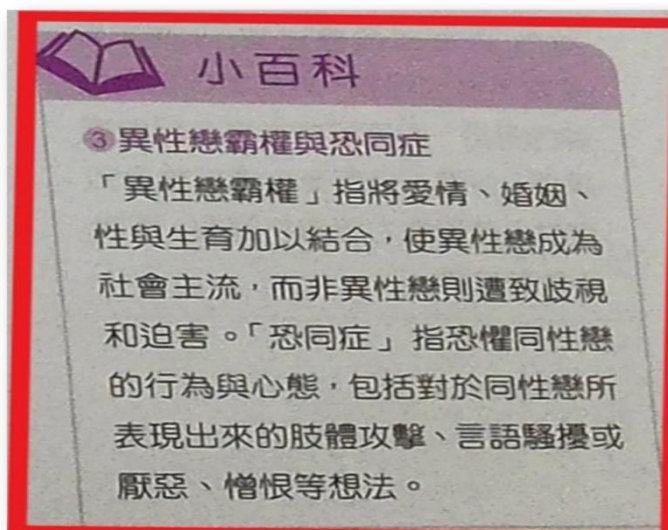 小百科
③異性戀霸權與恐同症
「異性戀霸權」指將愛情、婚姻、
性與生育加以結合,使異性戀成為
社會主流,而非異性戀則遭致歧視
和迫害。「恐同症」指恐懼同性戀
的行為與心態,包括對於同性戀所
表現出來的肢體攻擊、言語騷擾或
厭惡、憎恨等想法。